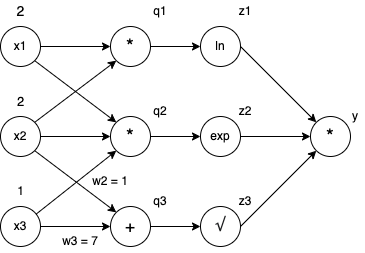 2 q1 z1
x1 * ln
2 q2 z2 y
x2 * exp *
1 w2 = 1 q3 z3
x3 + √
w3 = 7